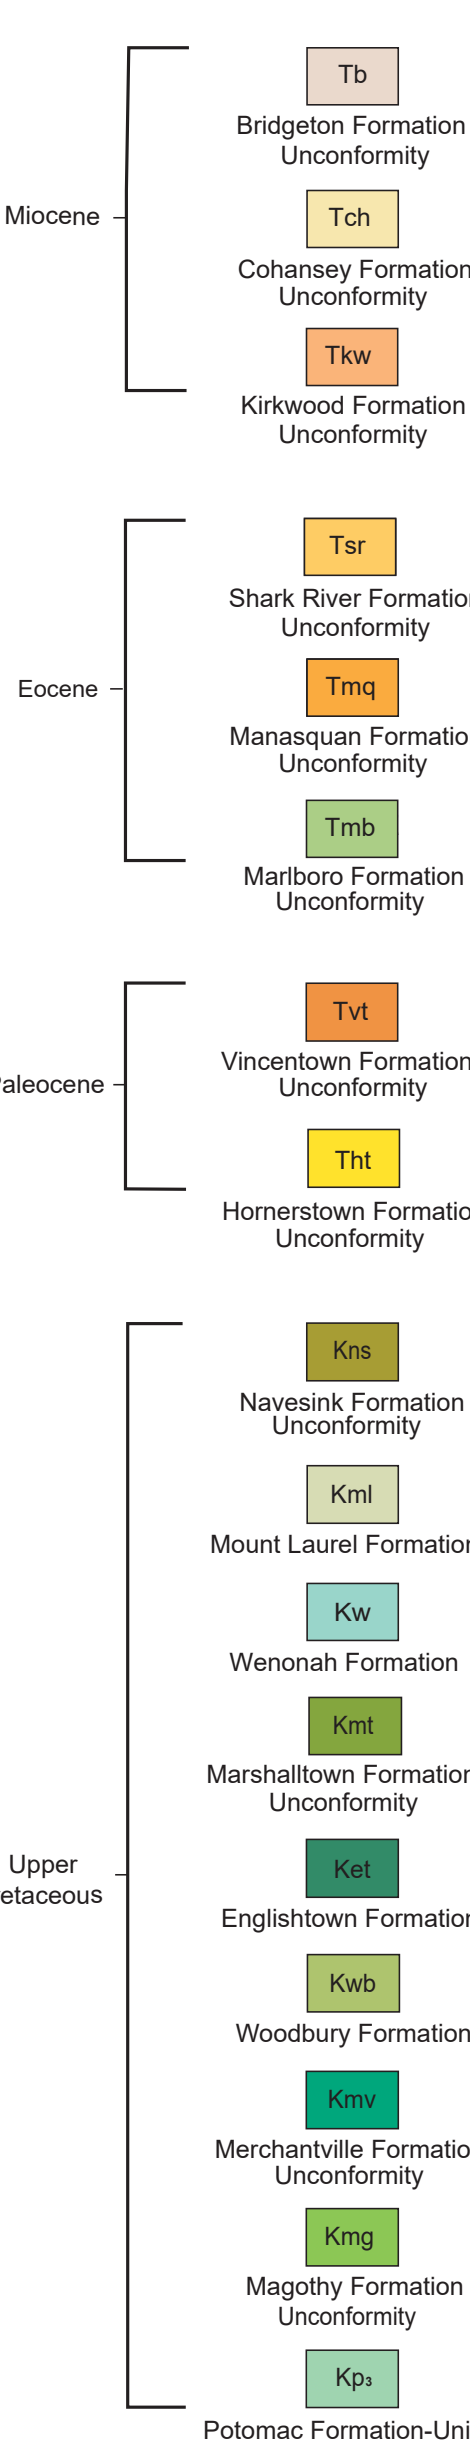 Tb
Bridgeton Formation
Unconformity
Miocene
Tch
Cohansey Formation
Unconformity
Tkw
Kirkwood Formation
Unconformity
Tsr
Shark River Formation
Unconformity
Eocene
Tmq
Manasquan Formatio
Unconformity
Tmb
Marlboro Formation
Unconformity
Tvt
Vincentown Formation
Unconformity
Paleocene
Tht
Hornerstown Formatio
Unconformity
Kns
Navesink Formation
Unconformity
Kml
Mount Laurel Formation
Kw
Wenonah Formation
Kmt
Marshalltown Formation
Unconformity
Upper
etaceous
Ket
Englishtown Formation
Kwb
Woodbury Formation
Kmv
Merchantville Formatio
Unconformity
Kmg
Magothy Formation
Unconformity
Kp₃
Potomac Formation-Uni